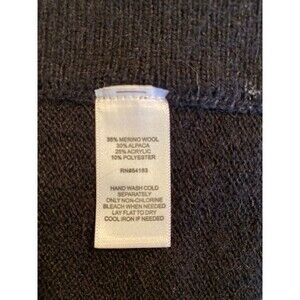 35% MERINO WOOL
30% ALPACA
25% ACRYLIC
10% POLYESTER
RN#54163
HAND WASH COLD
SEPARATELY
ONLY NON-CHLORINE
BLEACH WHEN NEEDED
LAY FLAT TO DRY
COOL IRON IF NEEDED